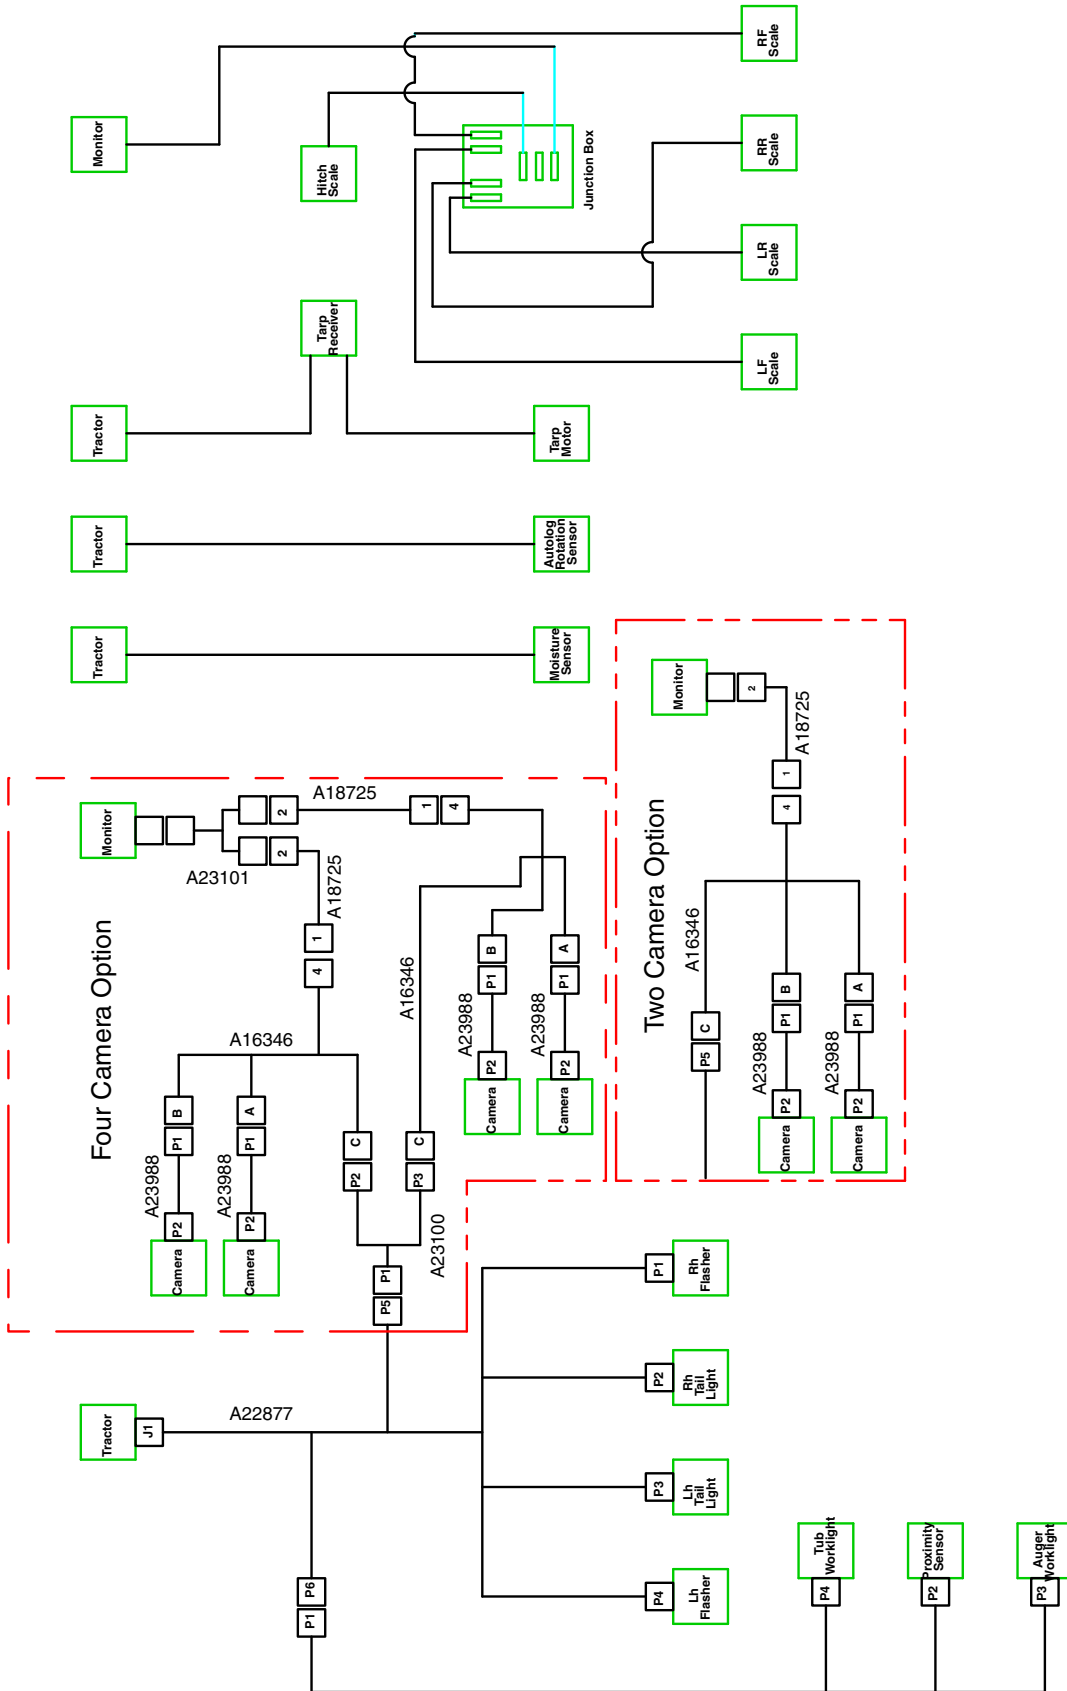 RF
Scale
Monitor
Hitch
Scale
Junction Box
RR
Scale
LR
Scale
Tarp
Receiver
LF
Scale
Tractor
Tarp
Motor
Tractor
Autolog
Rotation
Sensor
Tractor
Moisture
Sensor
Four Camera Option
Monitor
A23101
2
2
A18725
A18725
1
4
1
4
A16346
A16346
B
P1
A23988
P2
Camera
A
P1
A23988
P2
Camera
C
P2
C
P3
A23100
P1
P5
B
P1
A23988
P2
Camera
A
P1
A23988
P2
Camera
Two Camera Option
Monitor
2
A18725
1
4
A16346
C
P5
B
P1
A23988
P2
Camera
A
P1
A23988
P2
Camera
Tractor
J1
A22877
P1
Rh
Flasher
P2
Rh
Tail
Light
P3
Lh
Tail
Light
P4
Lh
Flasher
P6
P1
Tub
Worklight
P4
Proximity
Sensor
P2
Auger
Worklight
P3